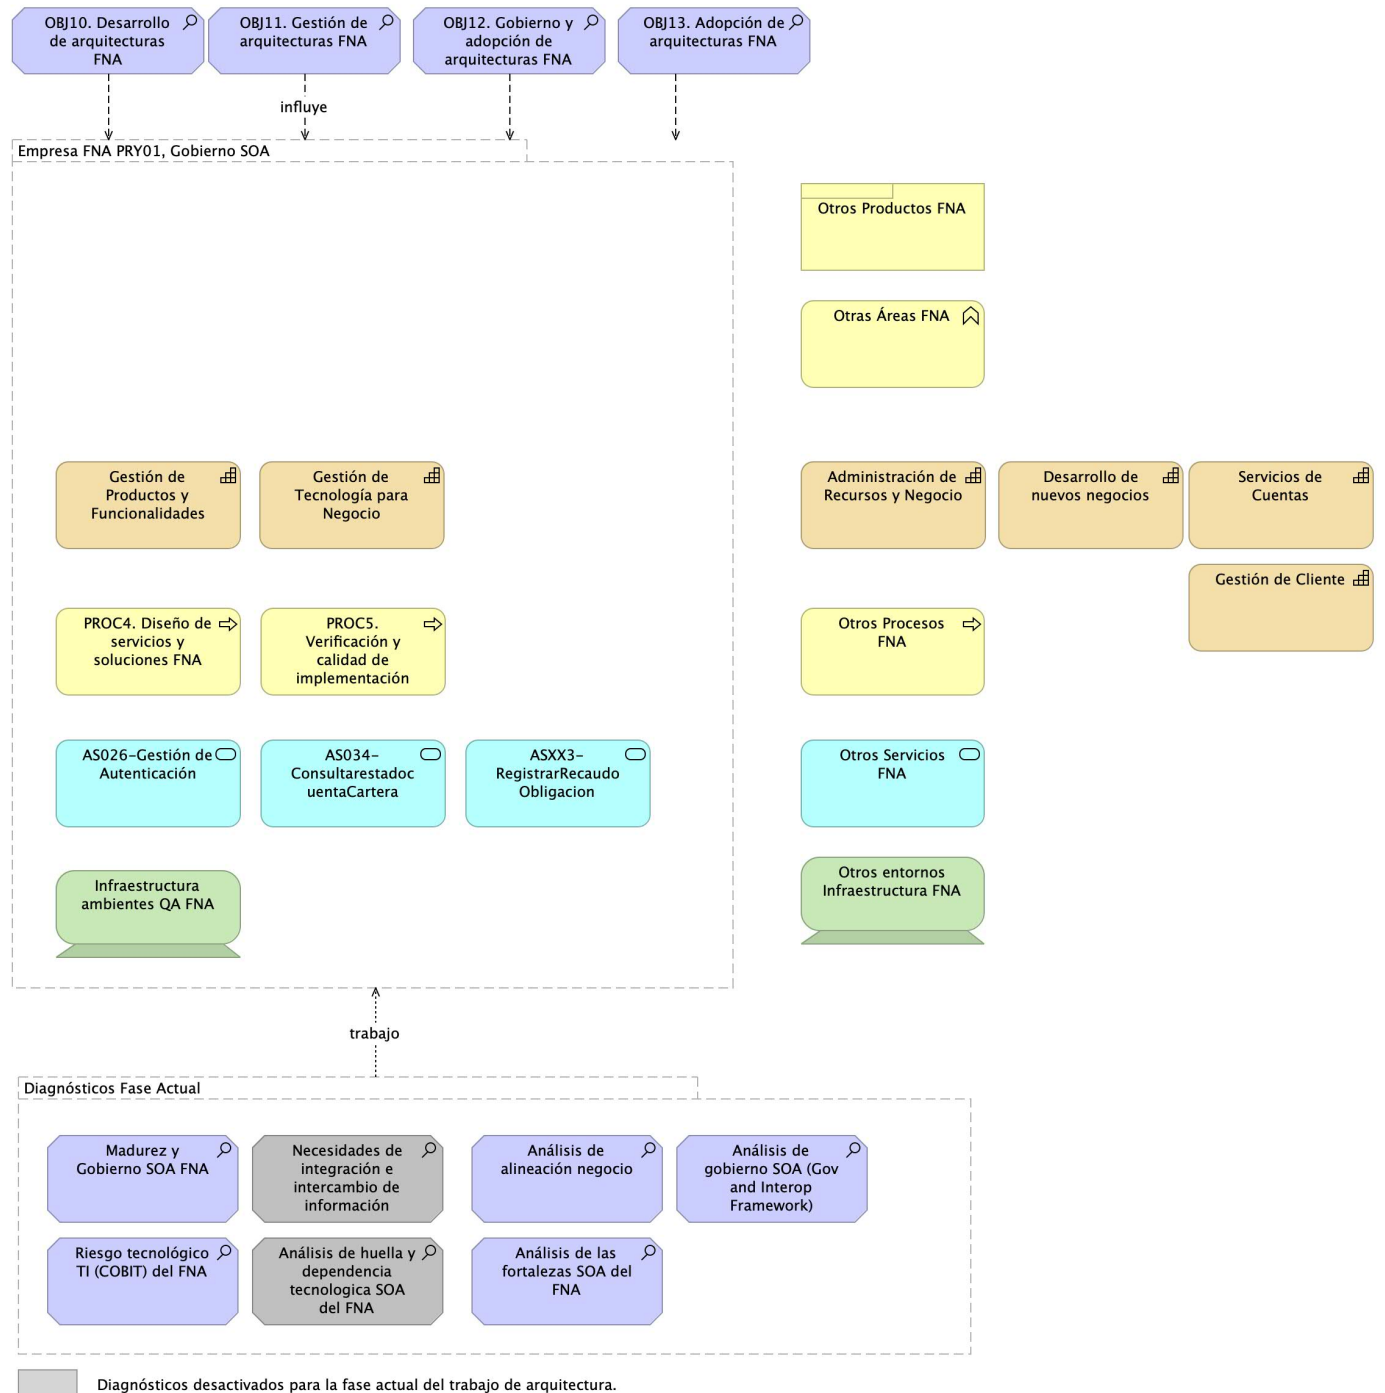 OBJ10. Desarrollo
de arquitecturas
FNA
OBJ11. Gestión de
arquitecturas FNA
OBJ12. Gobierno y
adopción de
arquitecturas FNA
OBJ13. Adopción de
arquitecturas FNA
influye
Empresa FNA PRY01, Gobierno SOA
Otros Productos FNA
Otras Áreas FNA
Gestión de
Productos y
Funcionalidades
Gestión de
Tecnología para
Negocio
Administración de
Recursos y Negocio
Desarrollo de
nuevos negocios
Servicios de
Cuentas
Gestión de Cliente
PROC4. Diseño de
servicios y
soluciones FNA
PROC5.
Verificación y
calidad de
implementación
Otros Procesos
FNA
AS026-Gestión de
Autenticación
AS034-
Consultarestadoc
uentaCartera
ASXX3-
RegistrarRecaudo
Obligacion
Otros Servicios
FNA
Infraestructura
ambientes QA FNA
Otros entornos
Infraestructura FNA
trabajo
Diagnósticos Fase Actual
Madurez y
Gobierno SOA FNA
Necesidades de
integración e
intercambio de
información
Análisis de
alineación negocio
Análisis de
gobierno SOA (Gov
and Interop
Framework)
Riesgo tecnológico
TI (COBIT) del FNA
Análisis de huella y
dependencia
tecnologica SOA
del FNA
Análisis de las
fortalezas SOA del
FNA
Diagnósticos desactivados para la fase actual del trabajo de arquitectura.